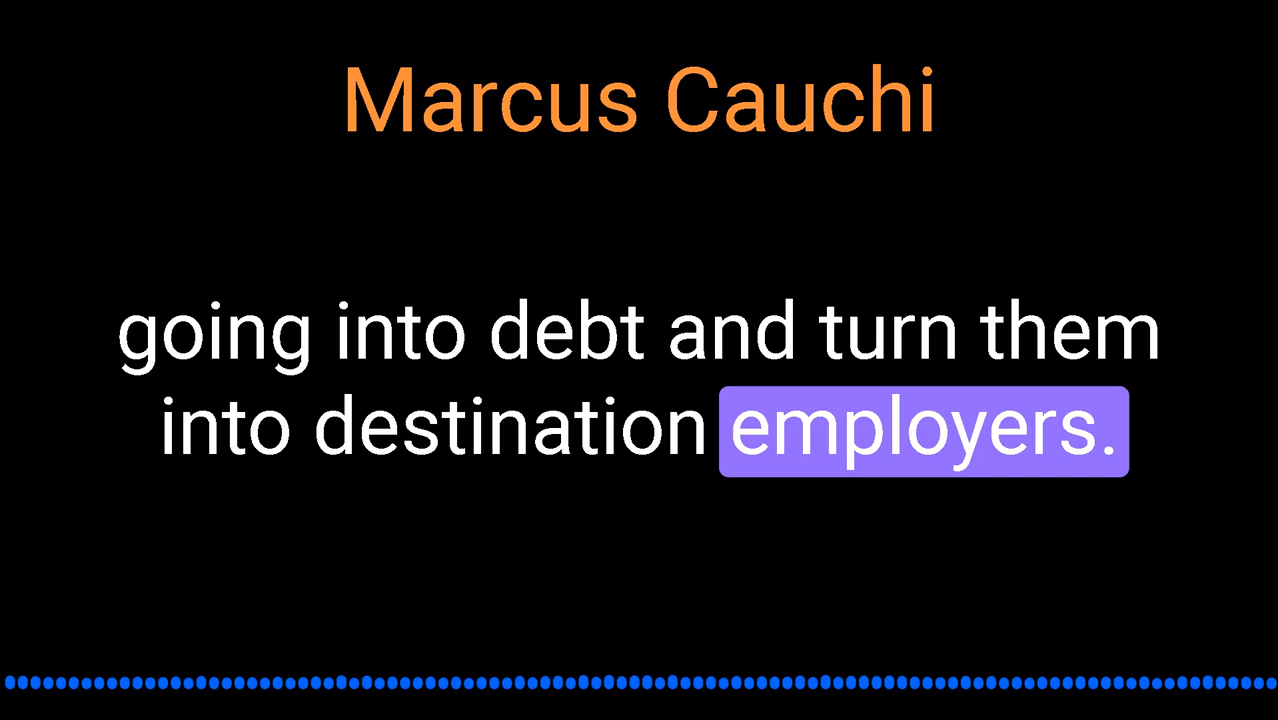 Marcus Cauchi
going into debt and turn them
into destination employers.